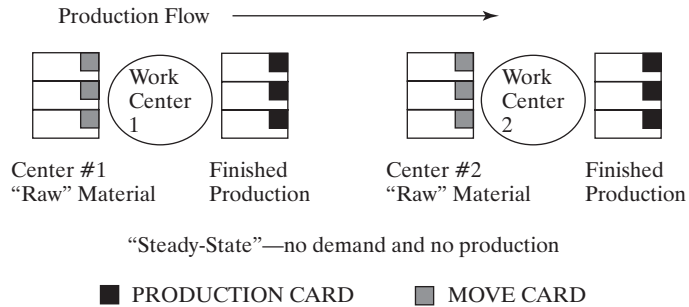 Production Flow
Work
Center
1
Work
Center
2
Center #1
“Raw” Material
Finished
Production
Center #2
“Raw” Material
Finished
Production
“Steady-State”—no demand and no production
PRODUCTION CARD
MOVE CARD